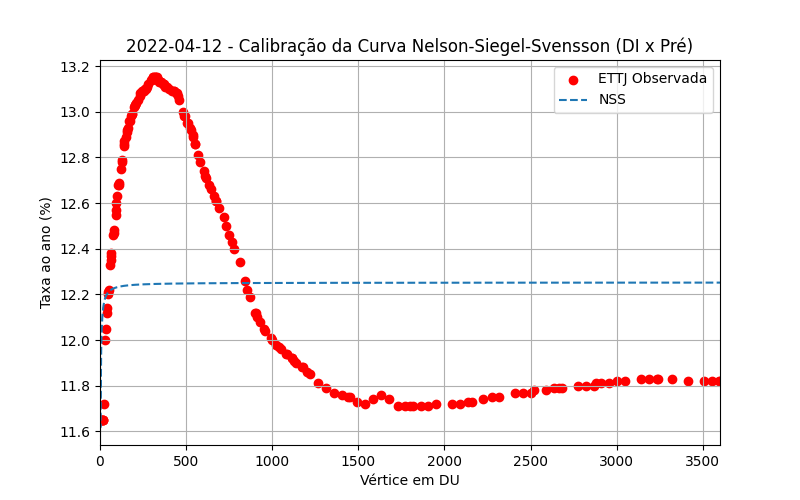 2022-04-12 - Calibração da Curva Nelson-Siegel-Svensson (DI x Pré)
ETTJ Observada
NSS
Taxa ao ano (%)
13.2
13.0
12.8
12.6
12.4
12.2
12.0
11.8
11.6
0 500 1000 1500 2000 2500 3000 3500
Vértice em DU